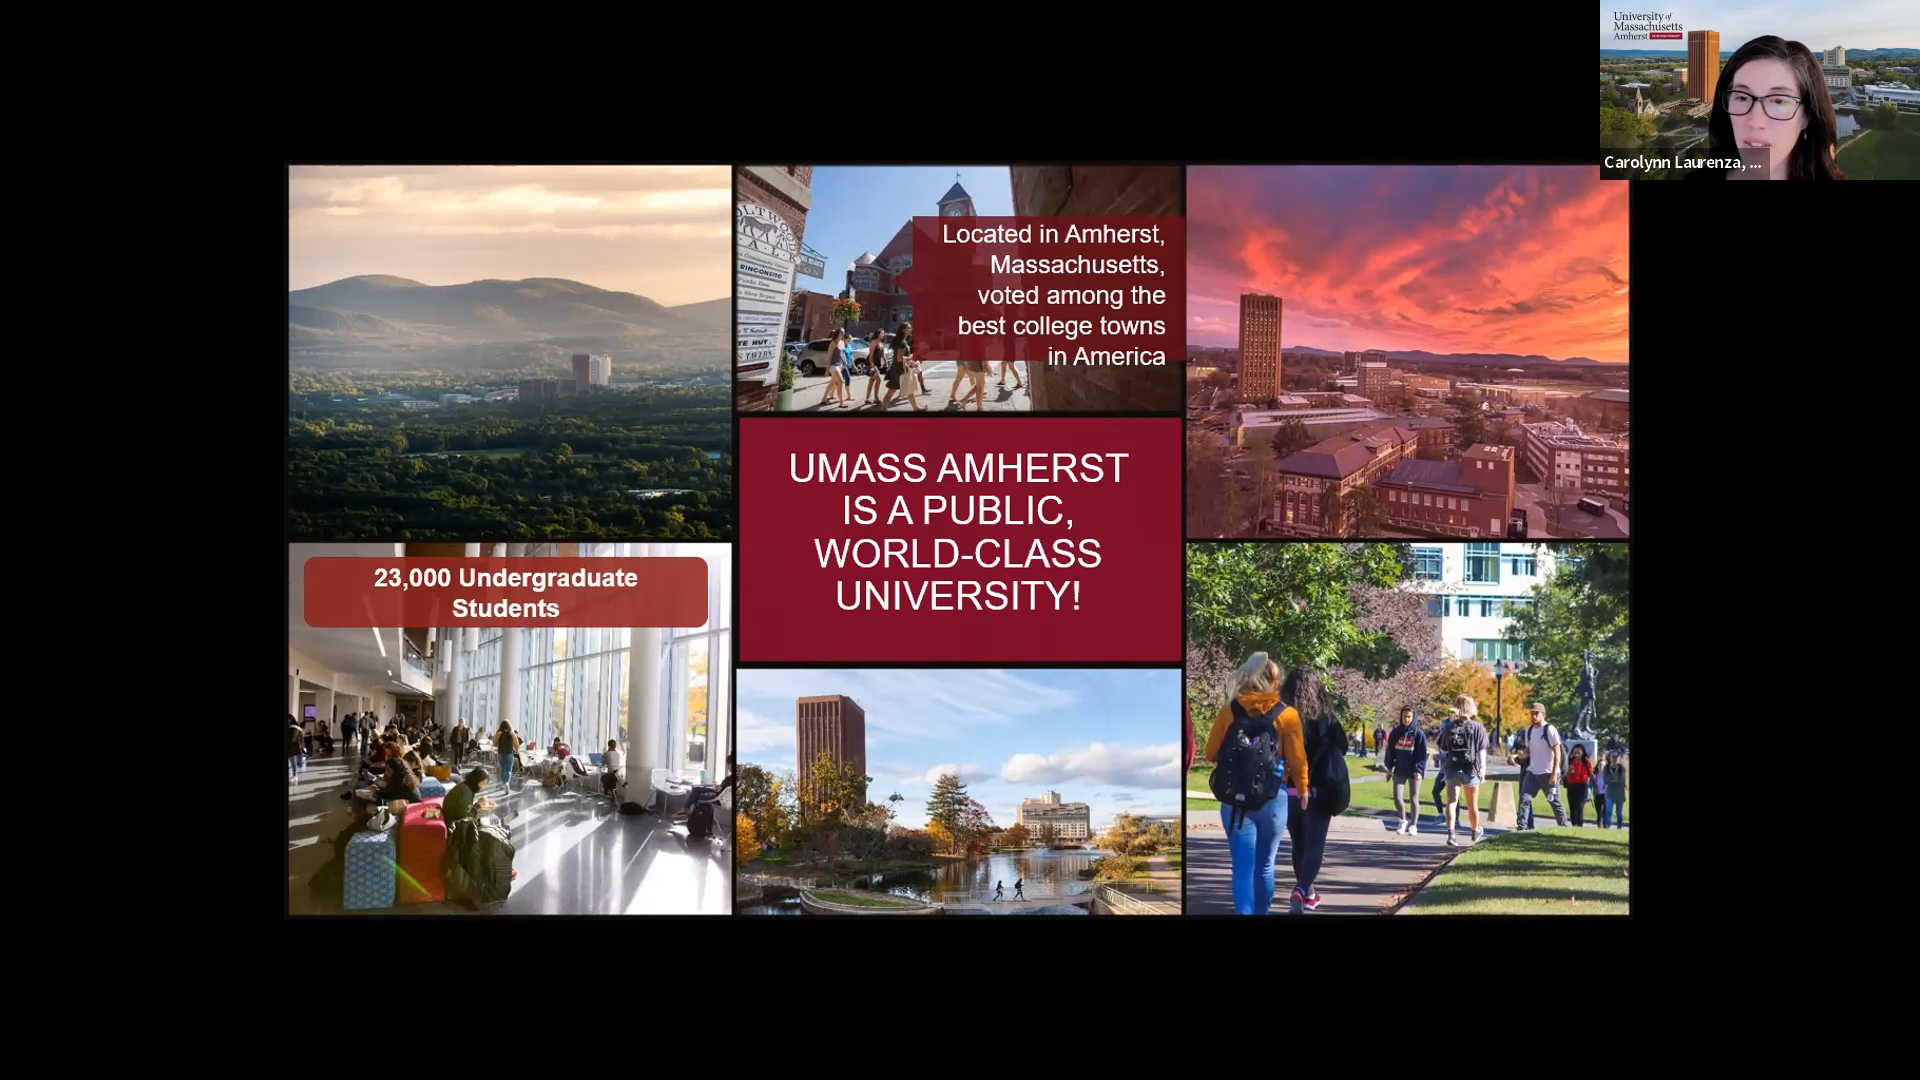 University of
Massachusetts
Amherst
Carolynn Laurenza, ...
Located in Amherst,
Massachusetts,
voted among the
best college towns
in America
RINCONSITO
UMASS AMHERST
IS A PUBLIC,
WORLD-CLASS
UNIVERSITY!
23,000 Undergraduate
Students